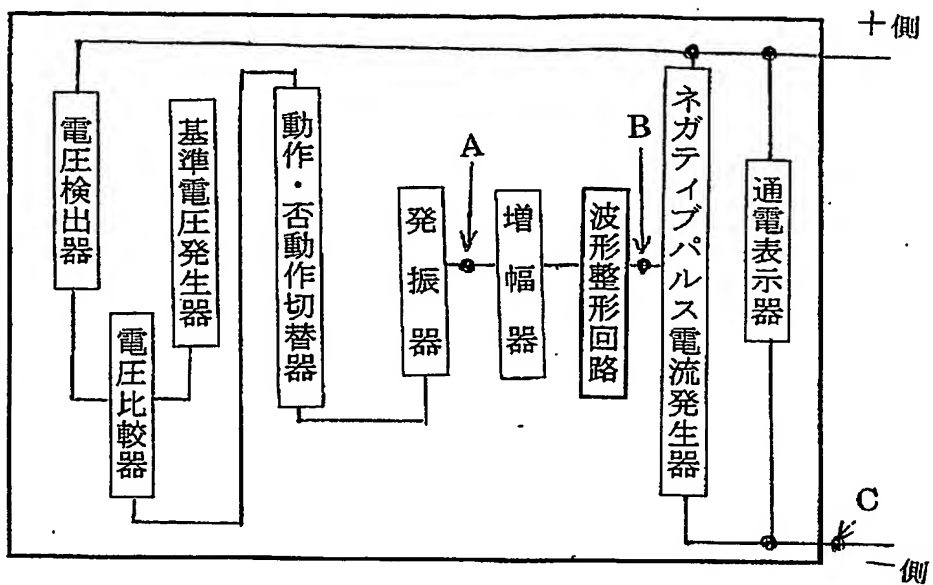 ＋側
電圧検出器
基準電圧発生器
電圧比較器
動作・否動作切替器
発振器
A
増幅器
波形整形回路
B
ネガティブパルス電流発生器
通電表示器
C
－側